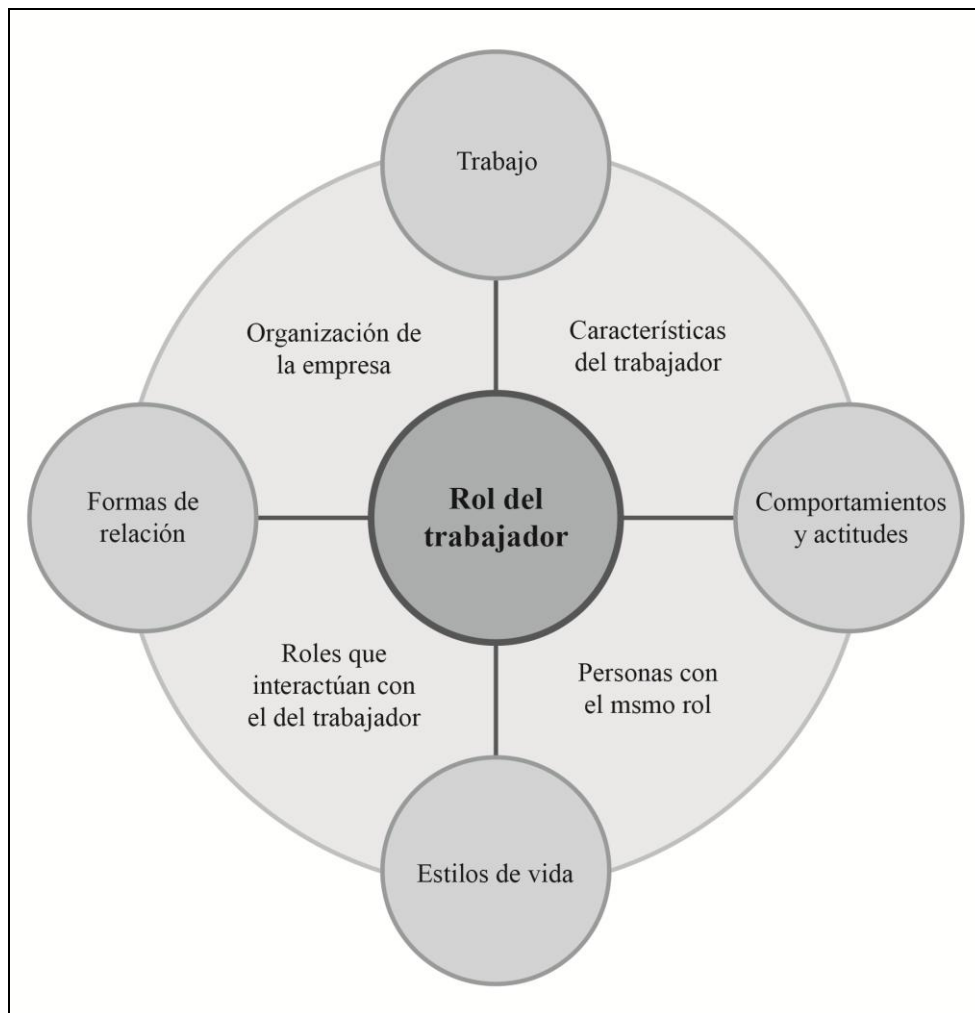 Trabajo
Organización de
la empresa
Características
del trabajador
Formas de
relación
Rol del
trabajador
Comportamientos
y actitudes
Roles que
interactúan con
el del trabajador
Personas con
el msmo rol
Estilos de vida